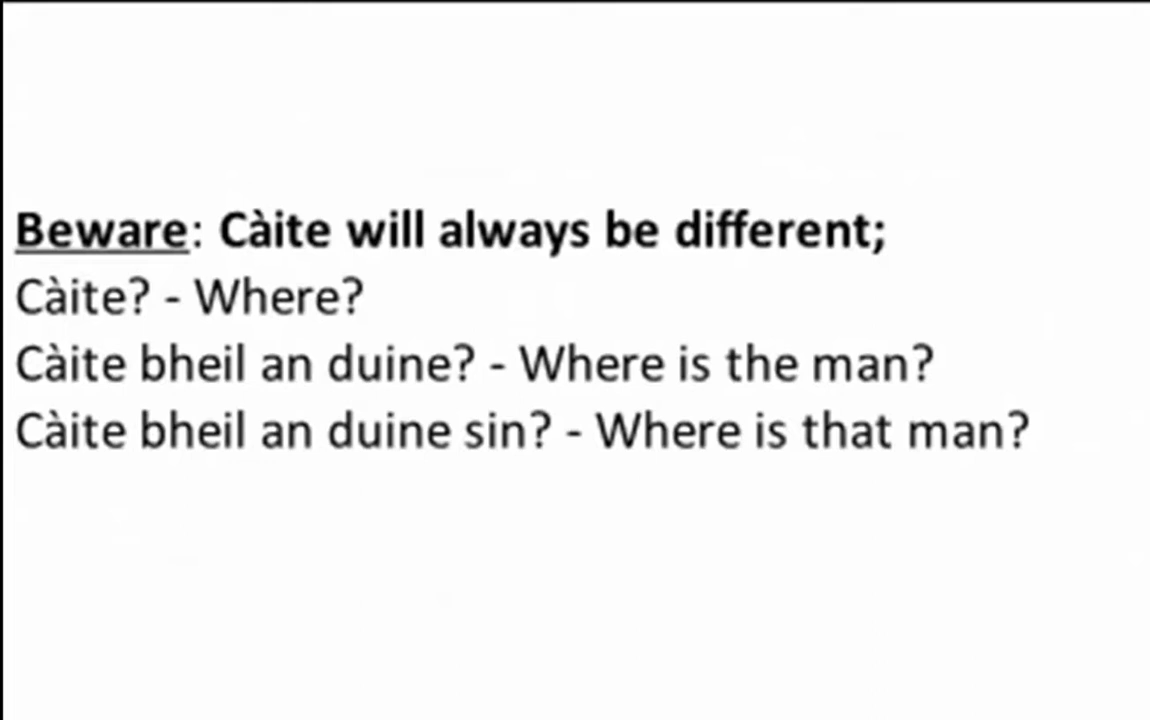 Beware: Càite will always be different;
Càite? - Where?
Càite bheil an duine? - Where is the man?
Càite bheil an duine sin? - Where is that man?